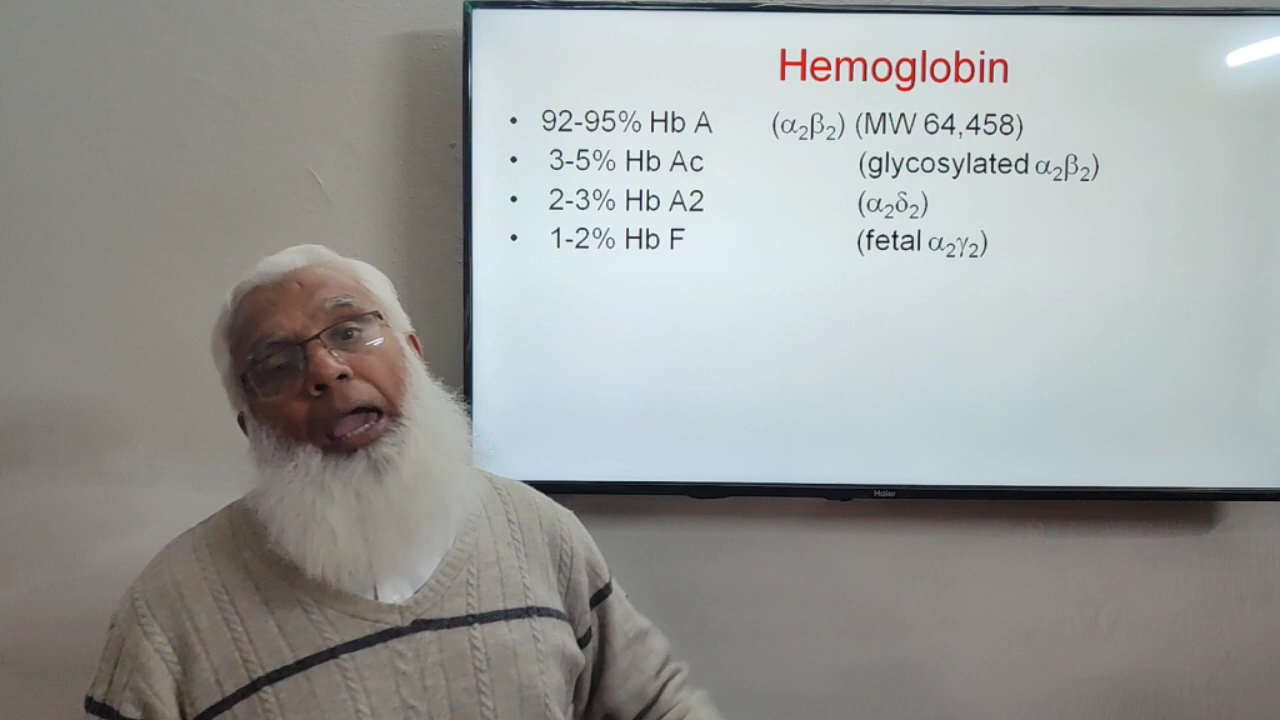 Hemoglobin
• 92-95% Hb A (α₂β₂) (MW 64,458)
• 3-5% Hb Ac (glycosylated α₂β₂)
• 2-3% Hb A2 (α₂δ₂)
• 1-2% Hb F (fetal α₂γ₂)
Haier